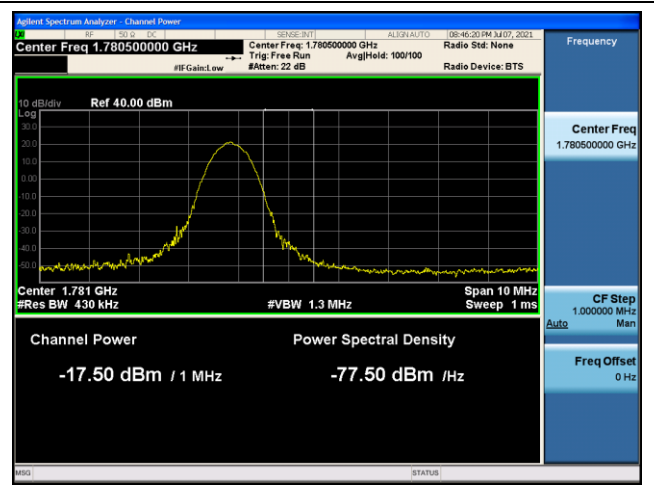 Agilent Spectrum Analyzer - Channel Power
RF 50 Ω DC SENSE:INT ALIGN AUTO 08:46:20 PM Jul 07, 2021
Center Freq 1.780500000 GHz
Center Freq: 1.780500000 GHz
Radio Std: None
Trig: Free Run Avg|Hold: 100/100
#IFGain:Low
#Atten: 22 dB
Radio Device: BTS
10 dB/div Ref 40.00 dBm
Log
30.0
20.0
10.0
0.00
-10.0
-20.0
-30.0
-40.0
-50.0
Center 1.781 GHz Span 10 MHz
#Res BW 430 kHz #VBW 1.3 MHz Sweep 1 ms
Channel Power
Power Spectral Density
-17.50 dBm / 1 MHz
-77.50 dBm /Hz
Frequency
Center Freq
1.780500000 GHz
CF Step
1.000000 MHz
Auto Man
Freq Offset
0 Hz
MSG STATUS